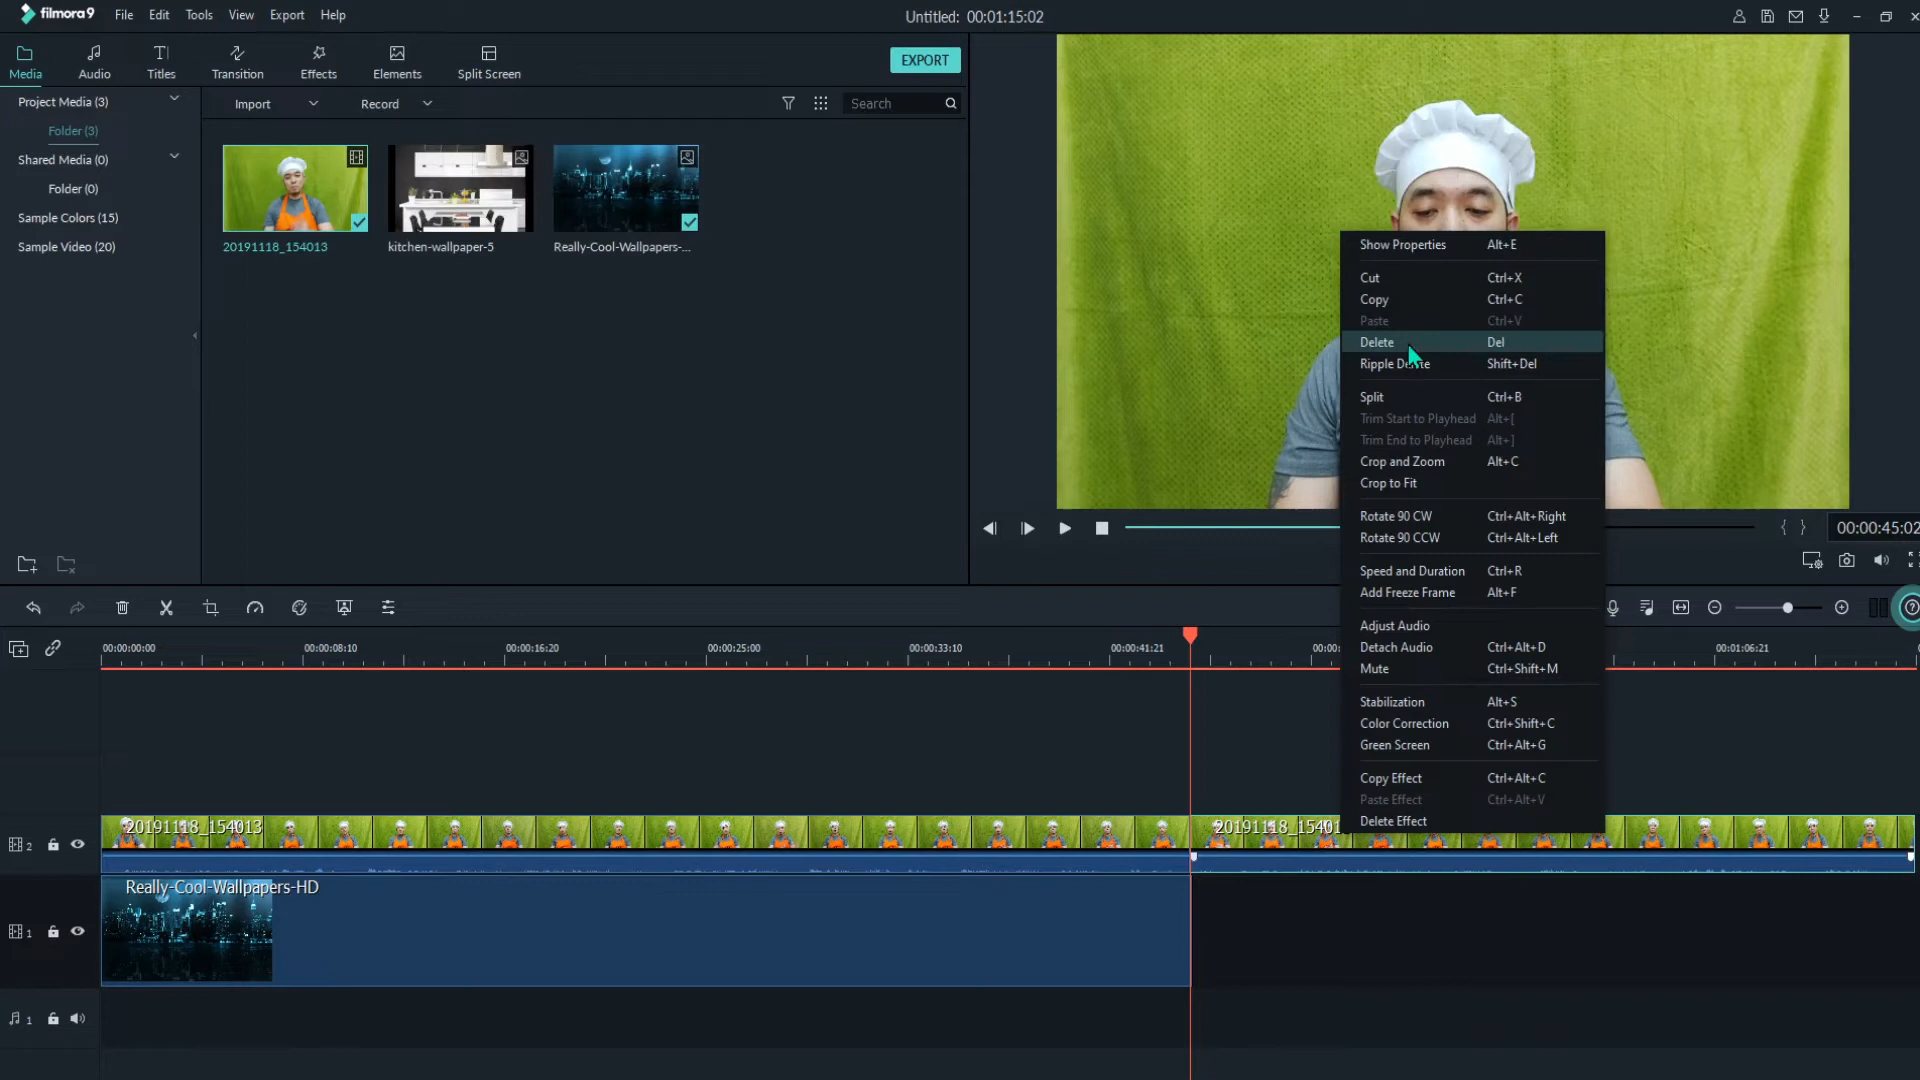 filmora9 File Edit Tools View Export Help
Untitled: 00:01:15:02
Media Audio Titles Transition Effects Elements Split Screen
EXPORT
Project Media (3)
Folder (3)
Shared Media (0)
Folder (0)
Sample Colors (15)
Sample Video (20)
Import Record Search
20191118_154013 kitchen-wallpaper-5 Really-Cool-Wallpapers-...
Show Properties Alt+E
Cut Ctrl+X
Copy Ctrl+C
Paste Ctrl+V
Delete Del
Ripple Shift+Del
Split Ctrl+B
Trim Start to Playhead Alt+[
Trim End to Playhead Alt+]
Crop and Zoom Alt+C
Crop to Fit
Rotate 90 CW Ctrl+Alt+Right
Rotate 90 CCW Ctrl+Alt+Left
Speed and Duration Ctrl+R
Add Freeze Frame Alt+F
Adjust Audio
Detach Audio Ctrl+Alt+D
Mute Ctrl+Shift+M
Stabilization Alt+S
Color Correction Ctrl+Shift+C
Green Screen Ctrl+Alt+G
Copy Effect Ctrl+Alt+C
Paste Effect Ctrl+Alt+V
Delete Effect
{ } 00:00:45:02
00:00:00:00 00:00:08:10 00:00:16:20 00:00:25:00 00:00:33:10 00:00:41:21 00:00: 00:01:06:21
2 20191118_154013 20191118_1540
Really-Cool-Wallpapers-HD
1
1